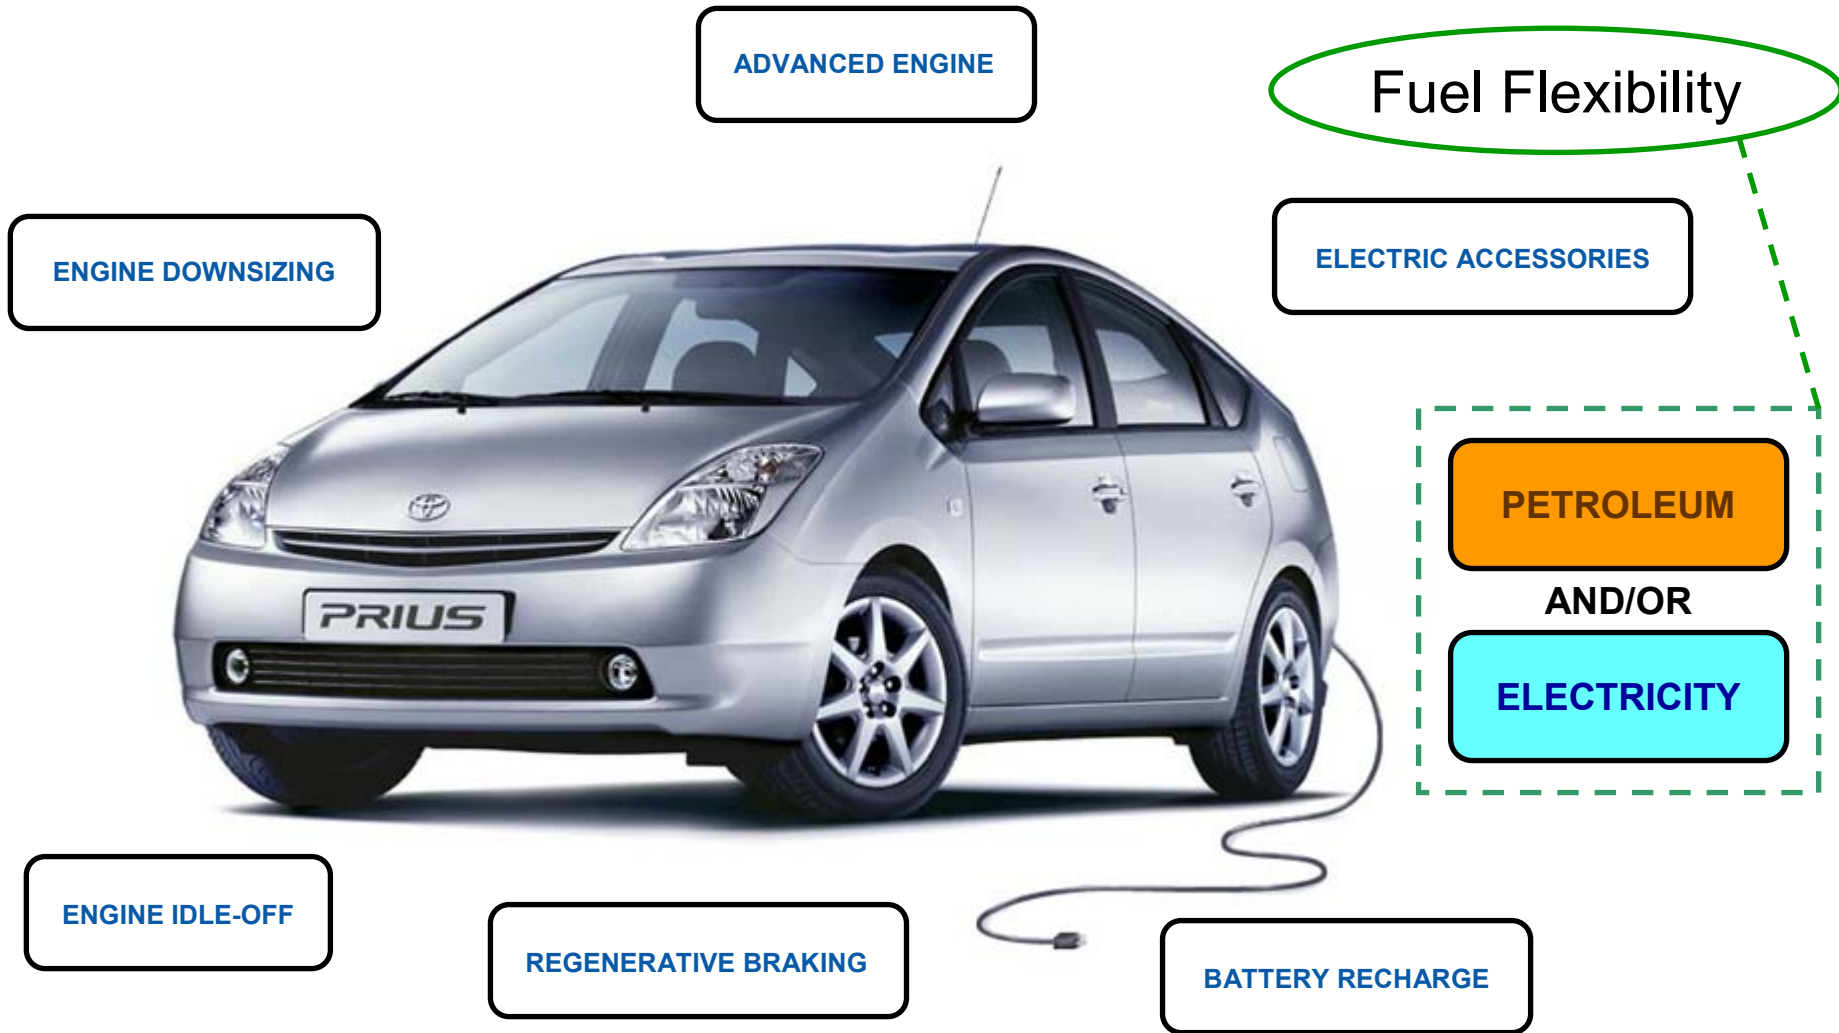 ADVANCED ENGINE
Fuel Flexibility
ENGINE DOWNSIZING
ELECTRIC ACCESSORIES
PETROLEUM
AND/OR
ELECTRICITY
PRIUS
ENGINE IDLE-OFF
REGENERATIVE BRAKING
BATTERY RECHARGE